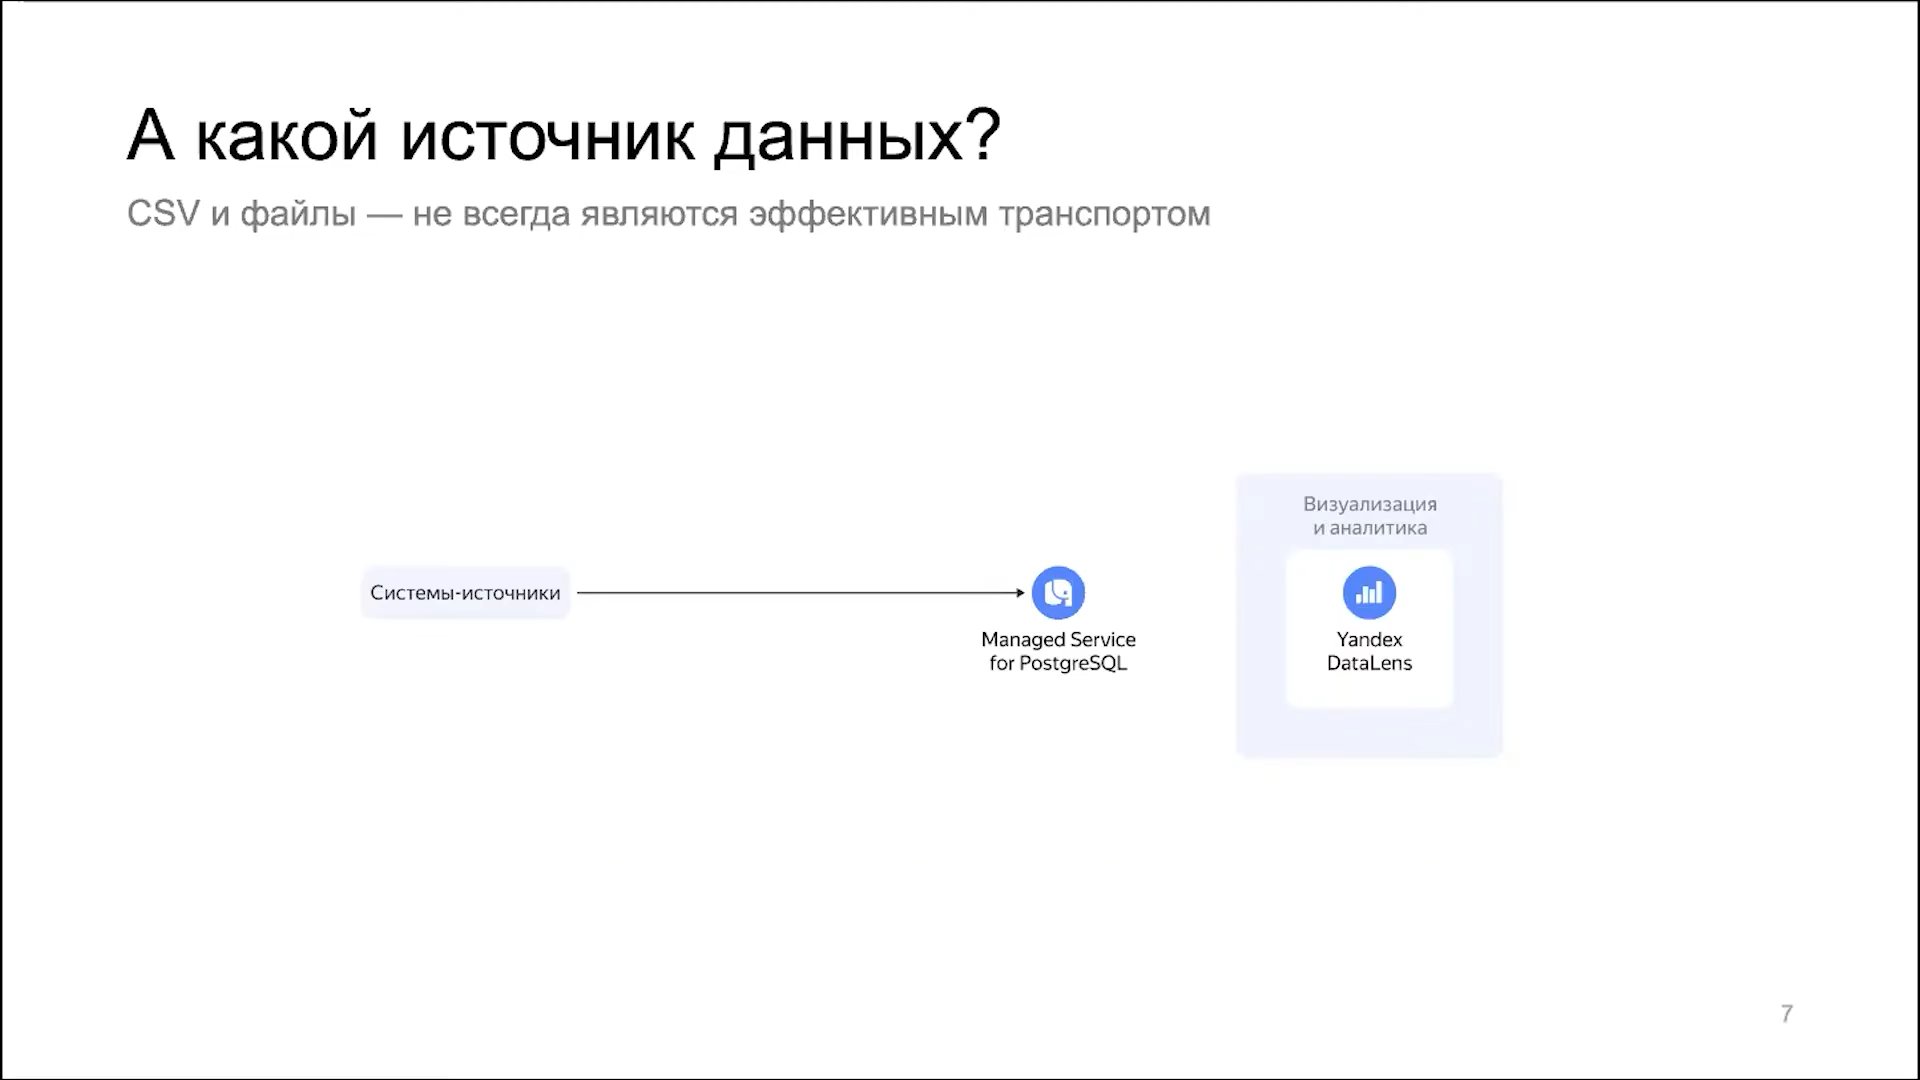 А какой источник данных?
CSV и файлы — не всегда являются эффективным транспортом
Системы-источники
Managed Service
for PostgreSQL
Визуализация
и аналитика
Yandex
DataLens
7